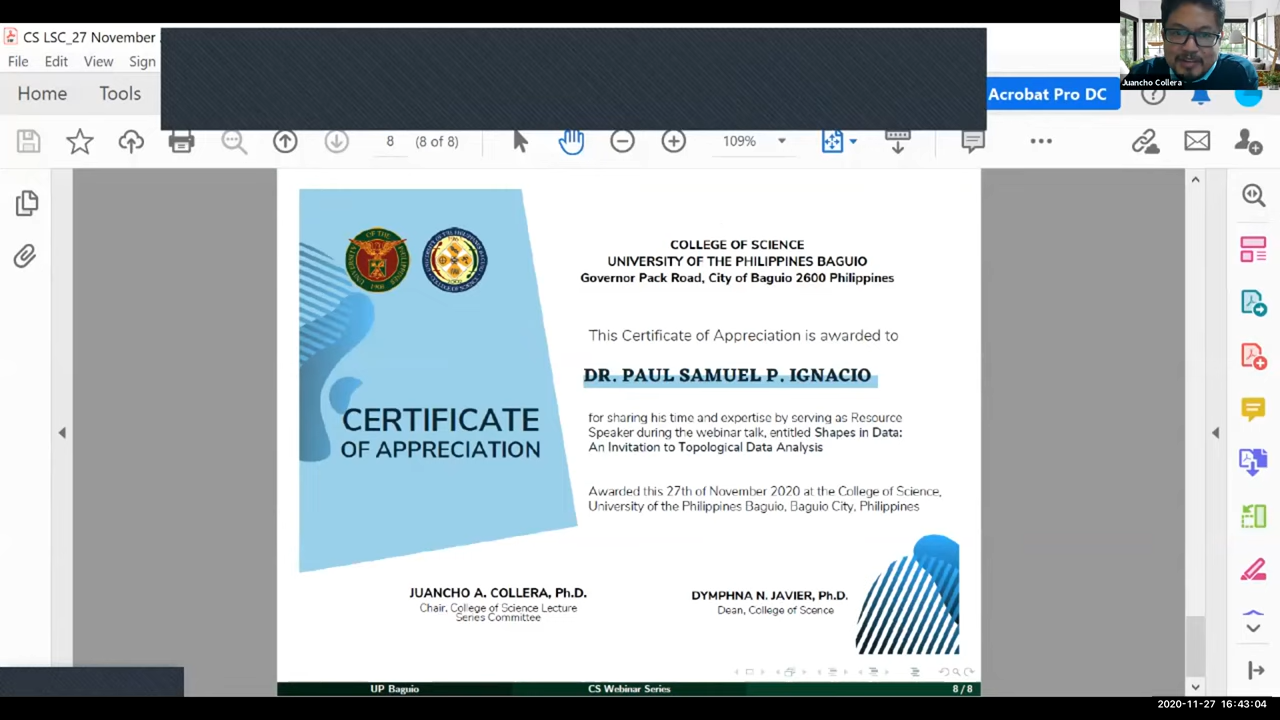 CS LSC_27 November
Juancho Collera
File Edit View Sign
Home Tools
Acrobat Pro DC
8 (8 of 8)
109%
COLLEGE OF SCIENCE
UNIVERSITY OF THE PHILIPPINES BAGUIO
Governor Pack Road, City of Baguio 2600 Philippines
This Certificate of Appreciation is awarded to
DR. PAUL SAMUEL P. IGNACIO
CERTIFICATE
OF APPRECIATION
for sharing his time and expertise by serving as Resource
Speaker during the webinar talk, entitled Shapes in Data:
An Invitation to Topological Data Analysis
Awarded this 27th of November 2020 at the College of Science,
University of the Philippines Baguio, Baguio City, Philippines
JUANCHO A. COLLERA, Ph.D.
Chair, College of Science Lecture
Series Committee
DYMPHNA N. JAVIER, Ph.D.
Dean, College of Scence
UP Baguio CS Webinar Series 8 / 8
2020-11-27 16:43:04